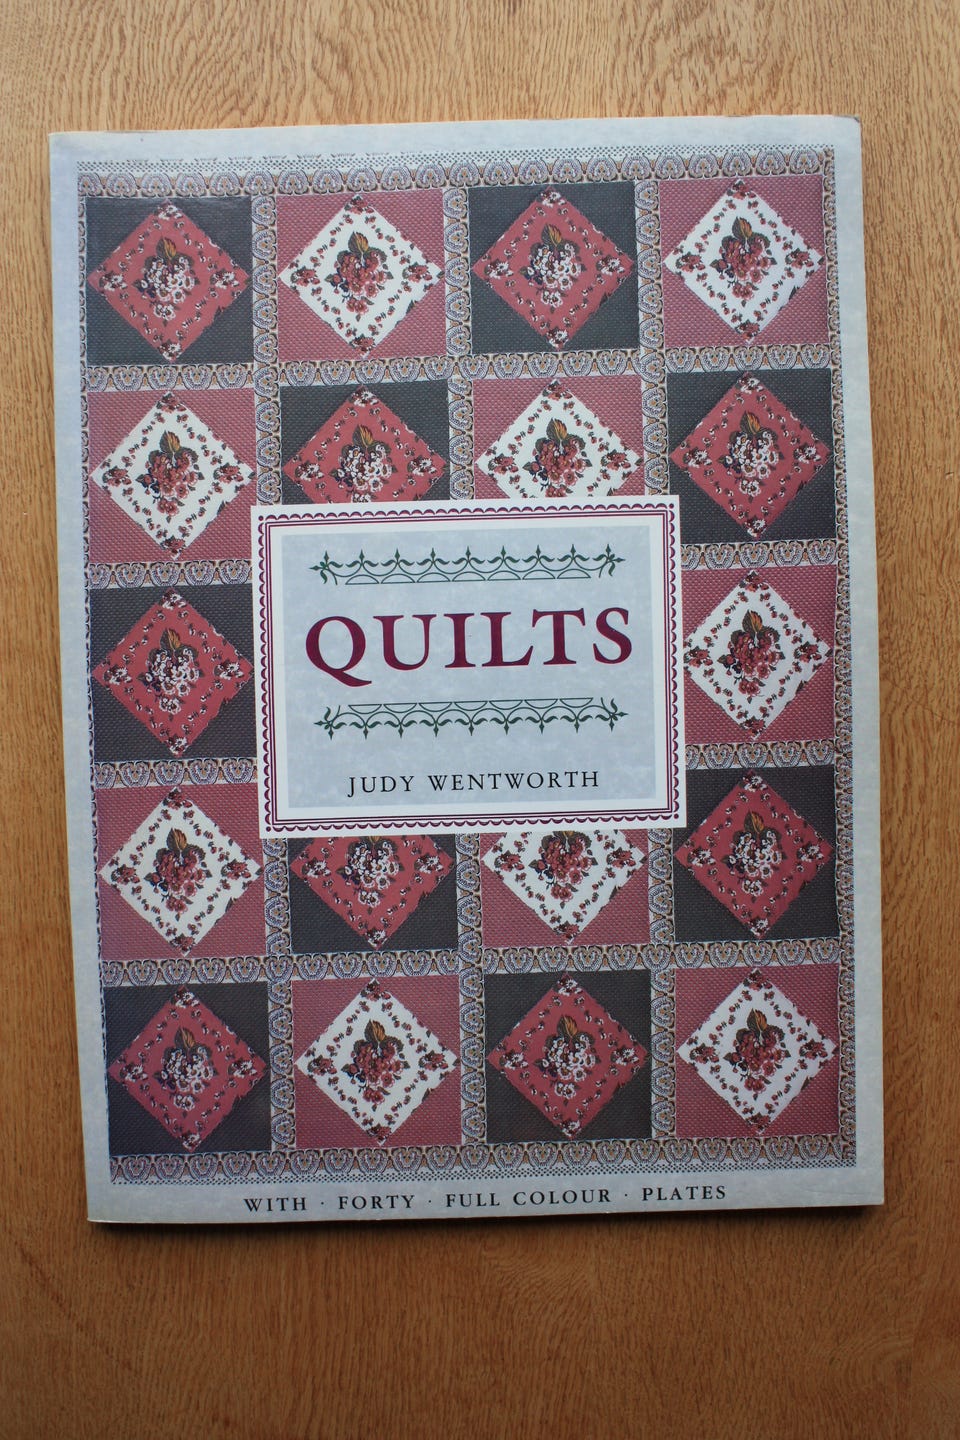 QUILTS
JUDY WENTWORTH
WITH · FORTY · FULL COLOUR · PLATES